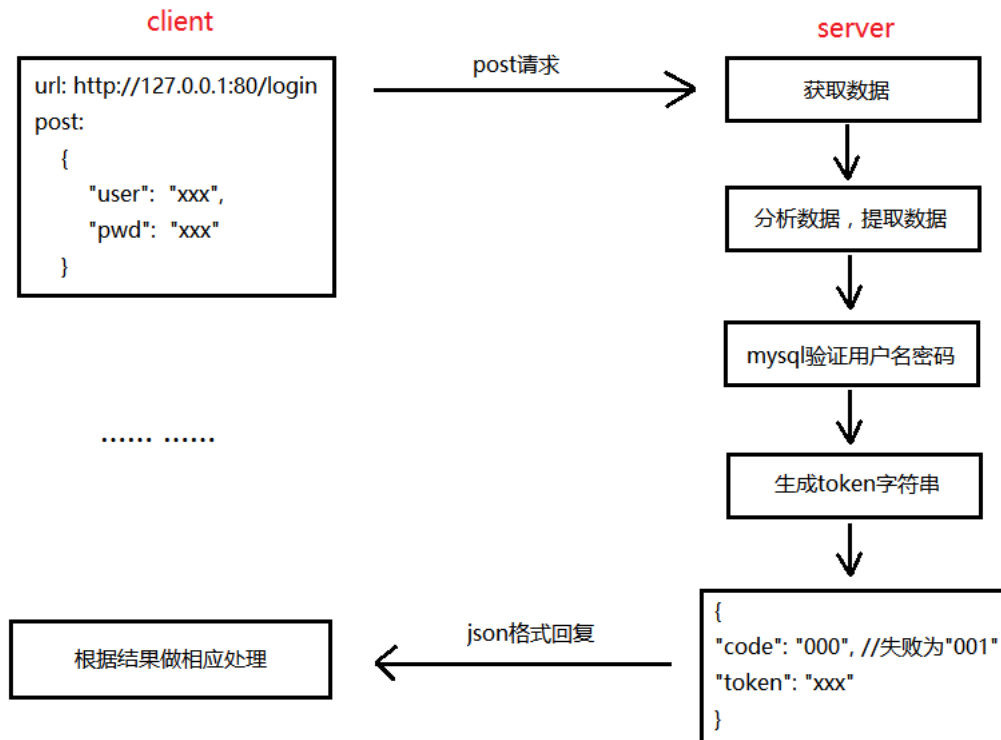 client
server
url: http://127.0.0.1:80/login
post:
{
"user": "xxx",
"pwd": "xxx"
}
post请求
获取数据
分析数据，提取数据
mysql验证用户名密码
...... ......
生成token字符串
{
"code": "000", //失败为"001"
"token": "xxx"
}
json格式回复
根据结果做相应处理